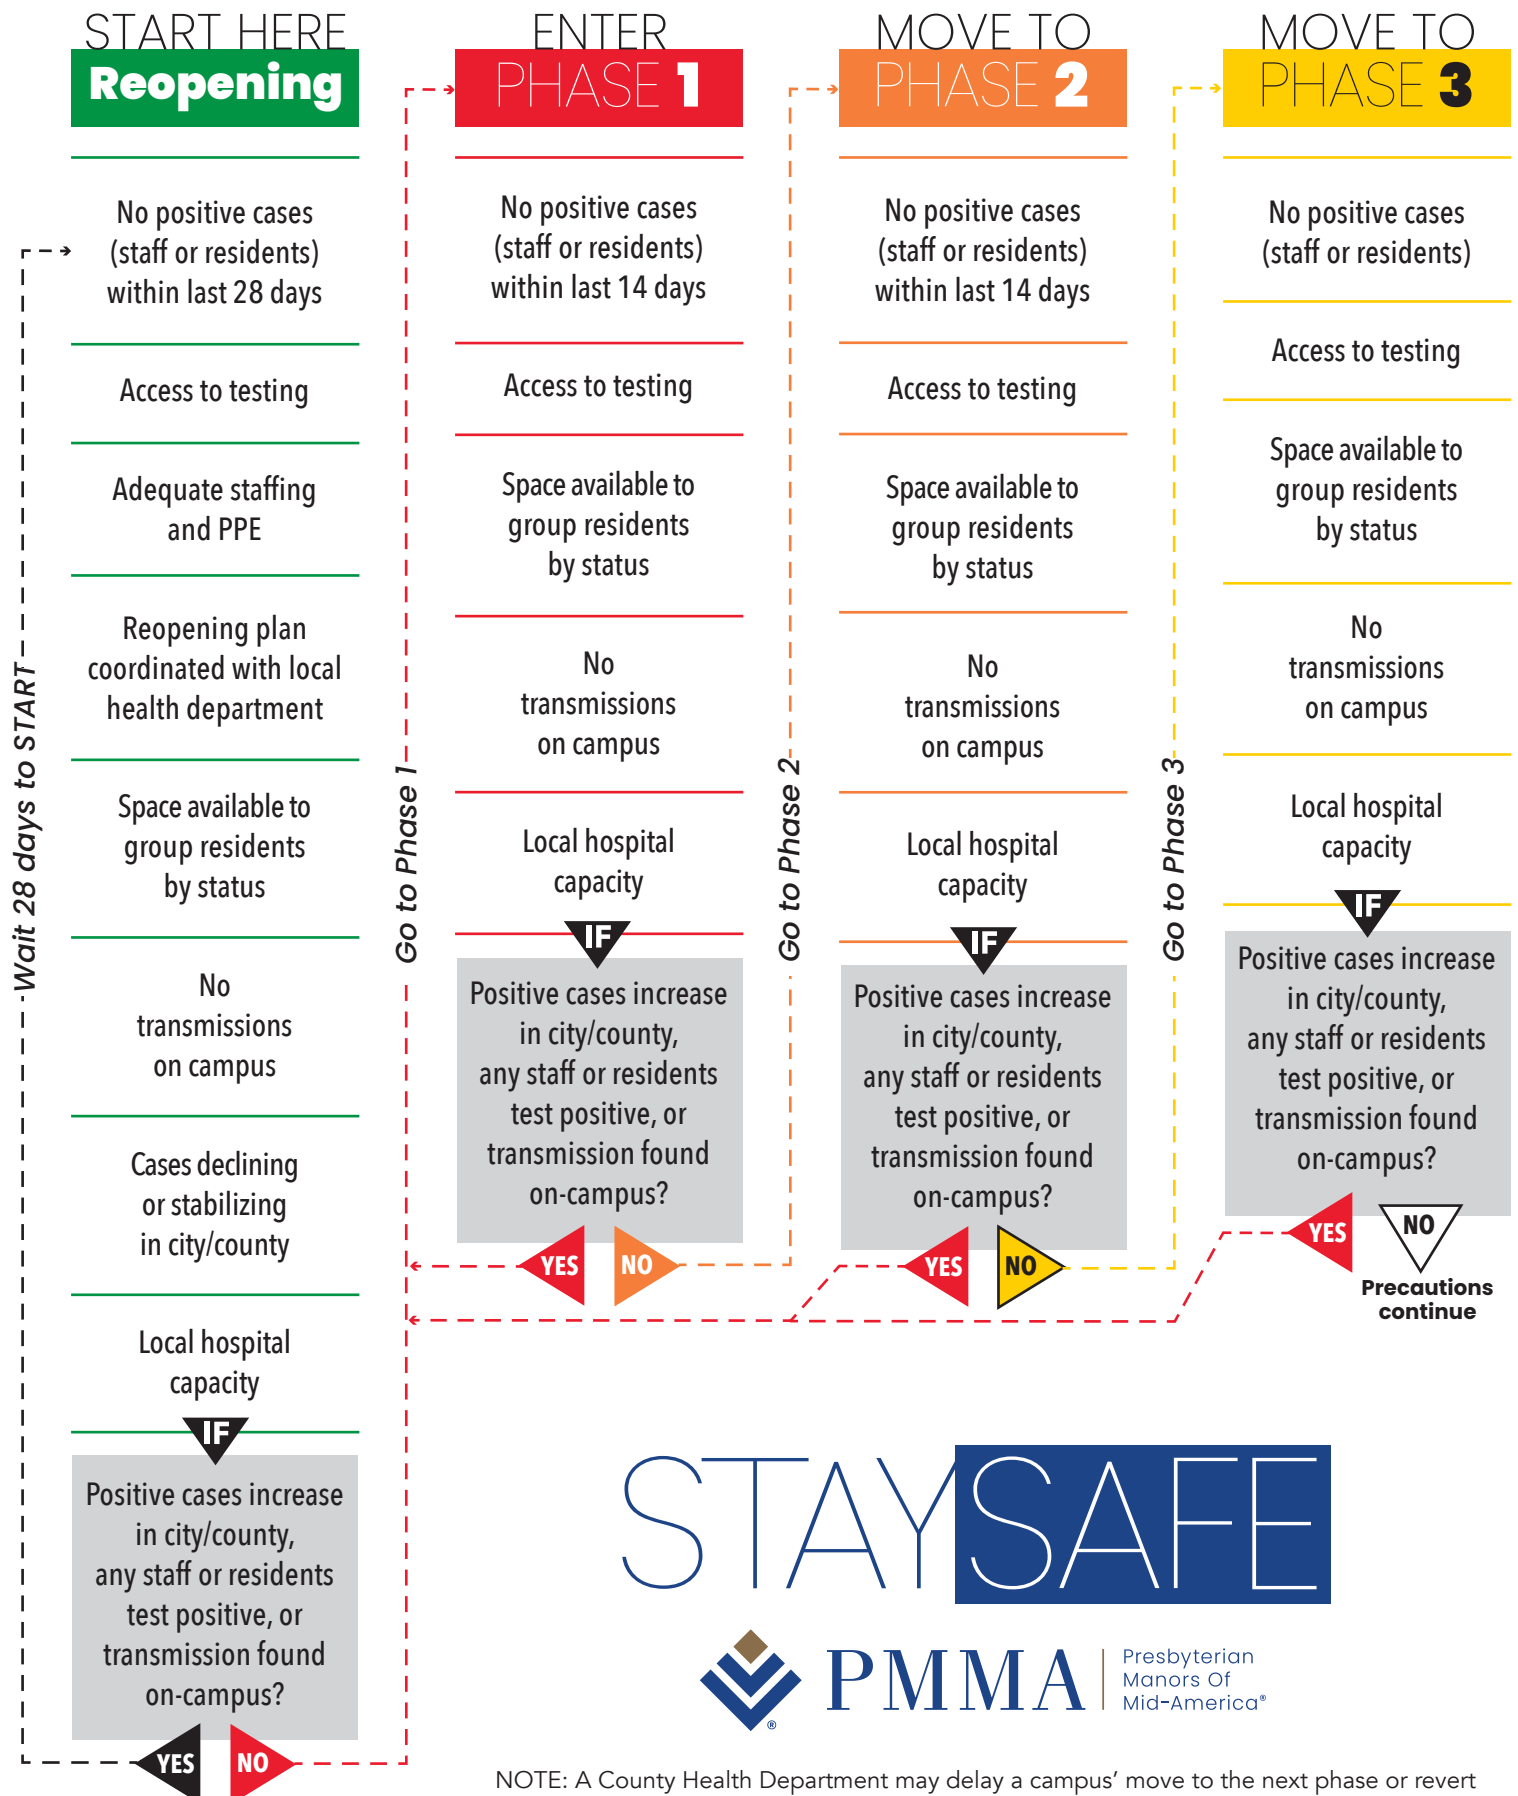 START HERE
Reopening
No positive cases
(staff or residents)
within last 28 days
Access to testing
Adequate staffing
and PPE
Reopening plan
coordinated with local
health department
Space available to
group residents
by status
No
transmissions
on campus
Cases declining
or stabilizing
in city/county
Local hospital
capacity
IF
Positive cases increase
in city/county,
any staff or residents
test positive, or
transmission found
on-campus?
YES
NO
Wait 28 days to START
Go to Phase 1
ENTER
PHASE 1
No positive cases
(staff or residents)
within last 14 days
Access to testing
Space available to
group residents
by status
No
transmissions
on campus
Local hospital
capacity
IF
Positive cases increase
in city/county,
any staff or residents
test positive, or
transmission found
on-campus?
YES
NO
Go to Phase 2
MOVE TO
PHASE 2
No positive cases
(staff or residents)
within last 14 days
Access to testing
Space available to
group residents
by status
No
transmissions
on campus
Local hospital
capacity
IF
Positive cases increase
in city/county,
any staff or residents
test positive, or
transmission found
on-campus?
YES
NO
Go to Phase 3
MOVE TO
PHASE 3
No positive cases
(staff or residents)
Access to testing
Space available to
group residents
by status
No
transmissions
on campus
Local hospital
capacity
IF
Positive cases increase
in city/county,
any staff or residents
test positive, or
transmission found
on-campus?
YES
NO
Precautions
continue
STAYSAFE
PMMA
Presbyterian
Manors Of
Mid-America®
®
NOTE: A County Health Department may delay a campus' move to the next phase or revert